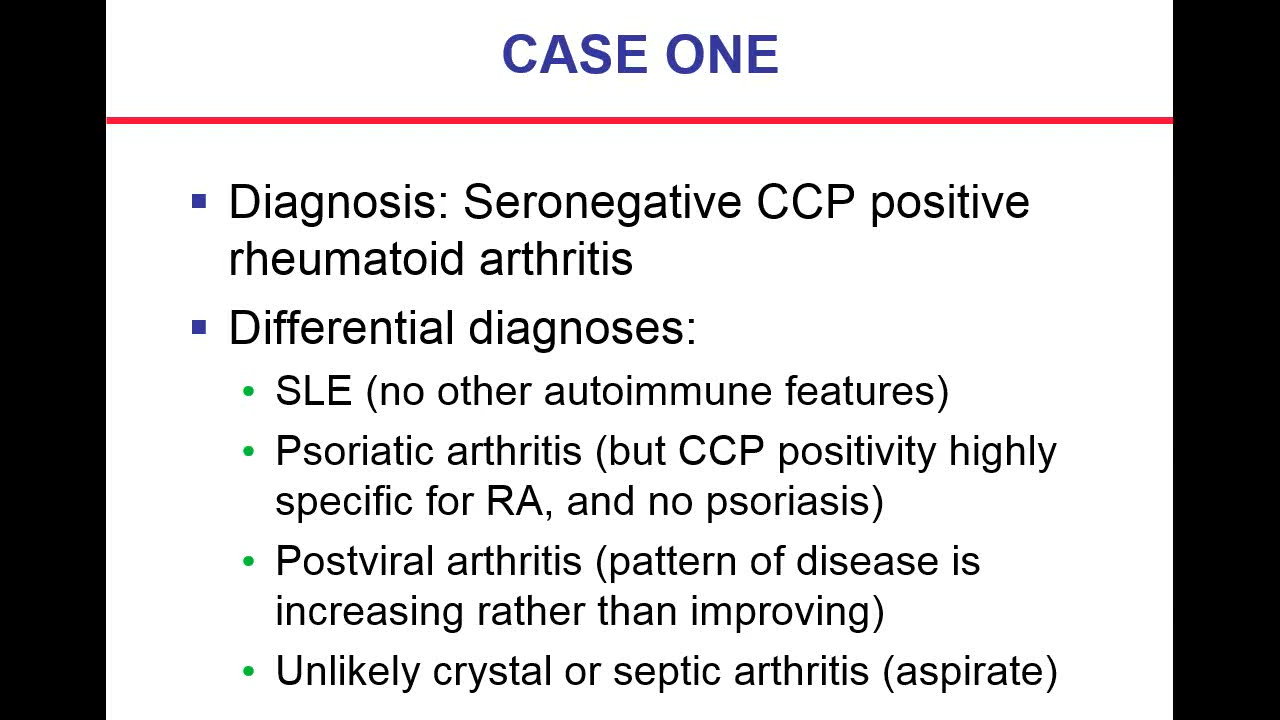 CASE ONE
▪ Diagnosis: Seronegative CCP positive
rheumatoid arthritis
▪ Differential diagnoses:
• SLE (no other autoimmune features)
• Psoriatic arthritis (but CCP positivity highly
specific for RA, and no psoriasis)
• Postviral arthritis (pattern of disease is
increasing rather than improving)
• Unlikely crystal or septic arthritis (aspirate)